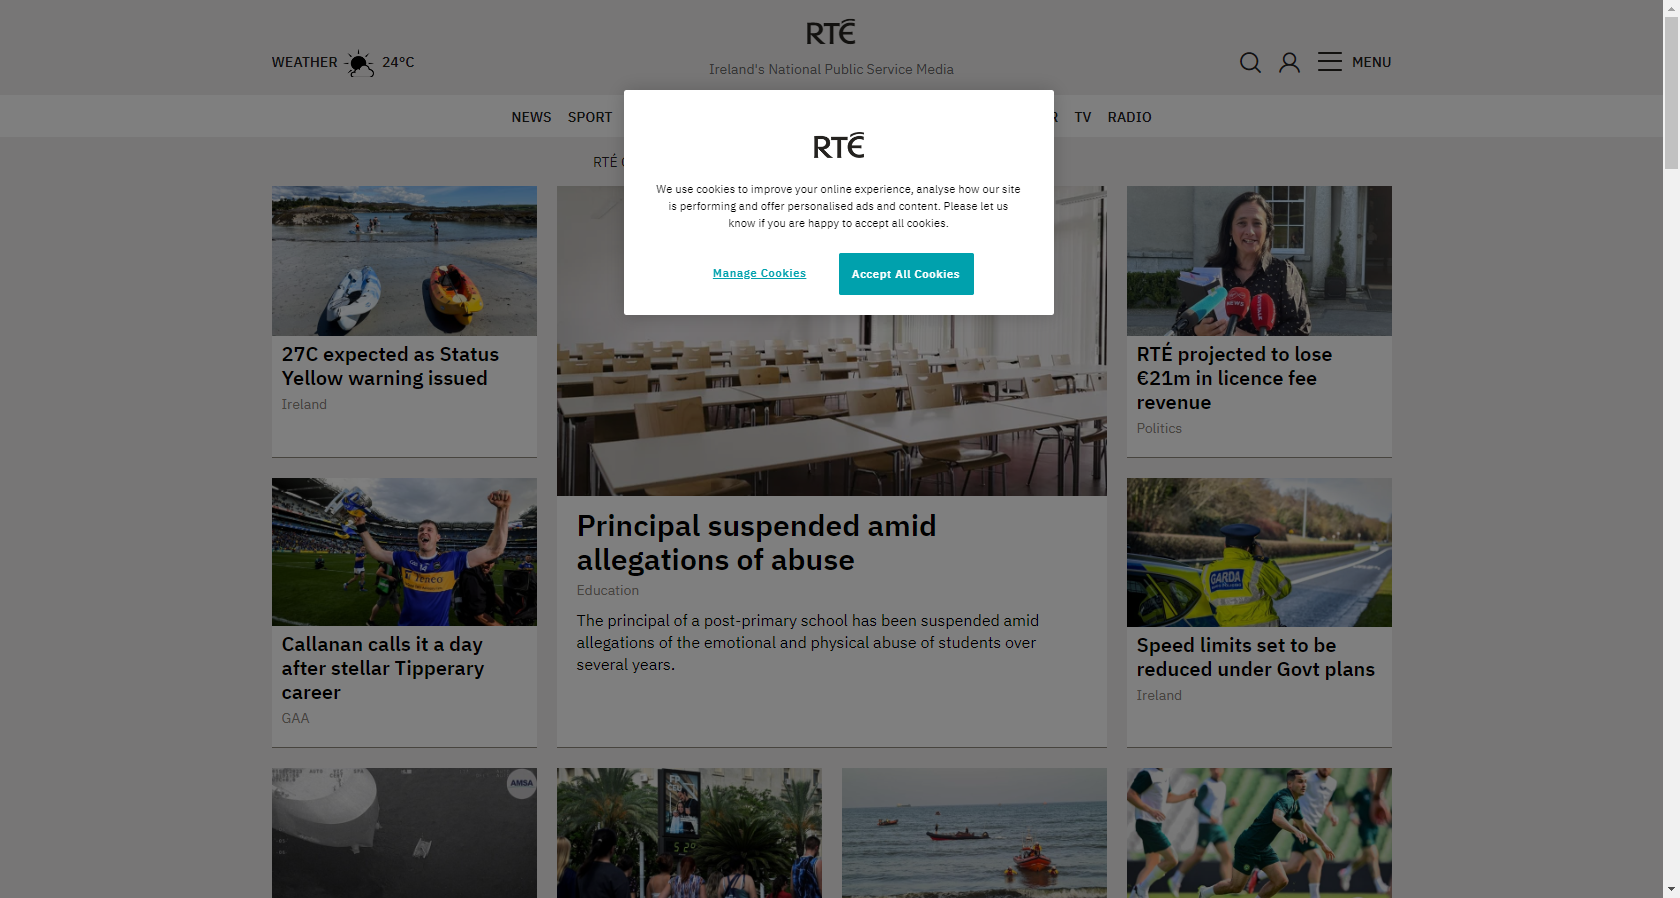 RTÉ
WEATHER 24°C
Ireland's National Public Service Media
MENU
NEWS SPORT
TV RADIO
RTÉ
RTÉ
We use cookies to improve your online experience, analyse how our site
is performing and offer personalised ads and content. Please let us
know if you are happy to accept all cookies.
Manage Cookies
Accept All Cookies
27C expected as Status
Yellow warning issued
Ireland
NEWS
RTÉ projected to lose
€21m in licence fee
revenue
Politics
14
Teneo
Callanan calls it a day
after stellar Tipperary
career
GAA
Principal suspended amid
allegations of abuse
Education
The principal of a post-primary school has been suspended amid
allegations of the emotional and physical abuse of students over
several years.
GARDA
Speed limits set to be
reduced under Govt plans
Ireland
AMSA
52°